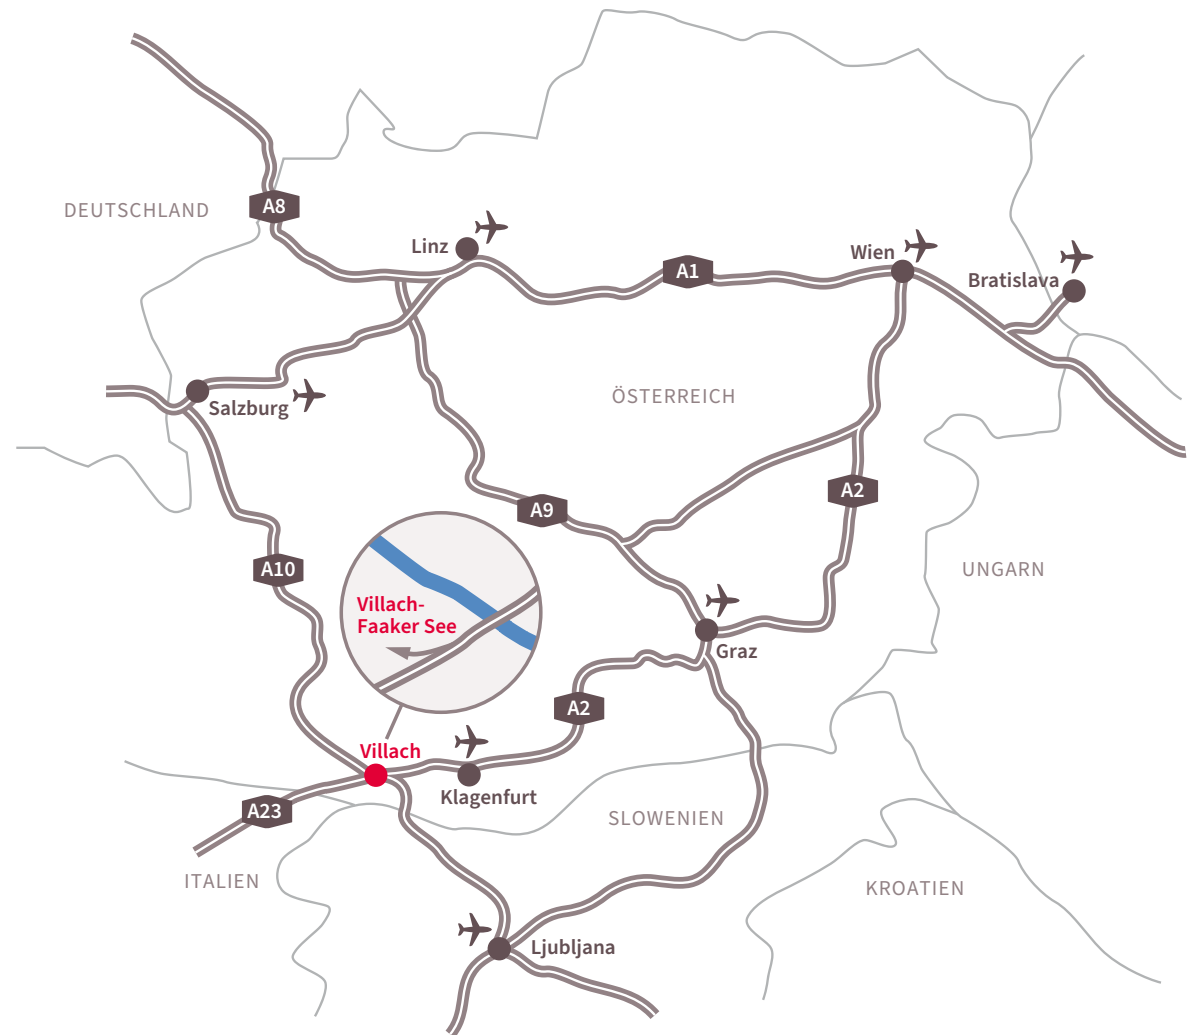 DEUTSCHLAND
A8
Linz
Wien
A1
Bratislava
ÖSTERREICH
Salzburg
A2
A9
A10
UNGARN
Villach-
Faaker See
Graz
A2
Villach
Klagenfurt
A23
SLOWENIEN
ITALIEN
KROATIEN
Ljubljana